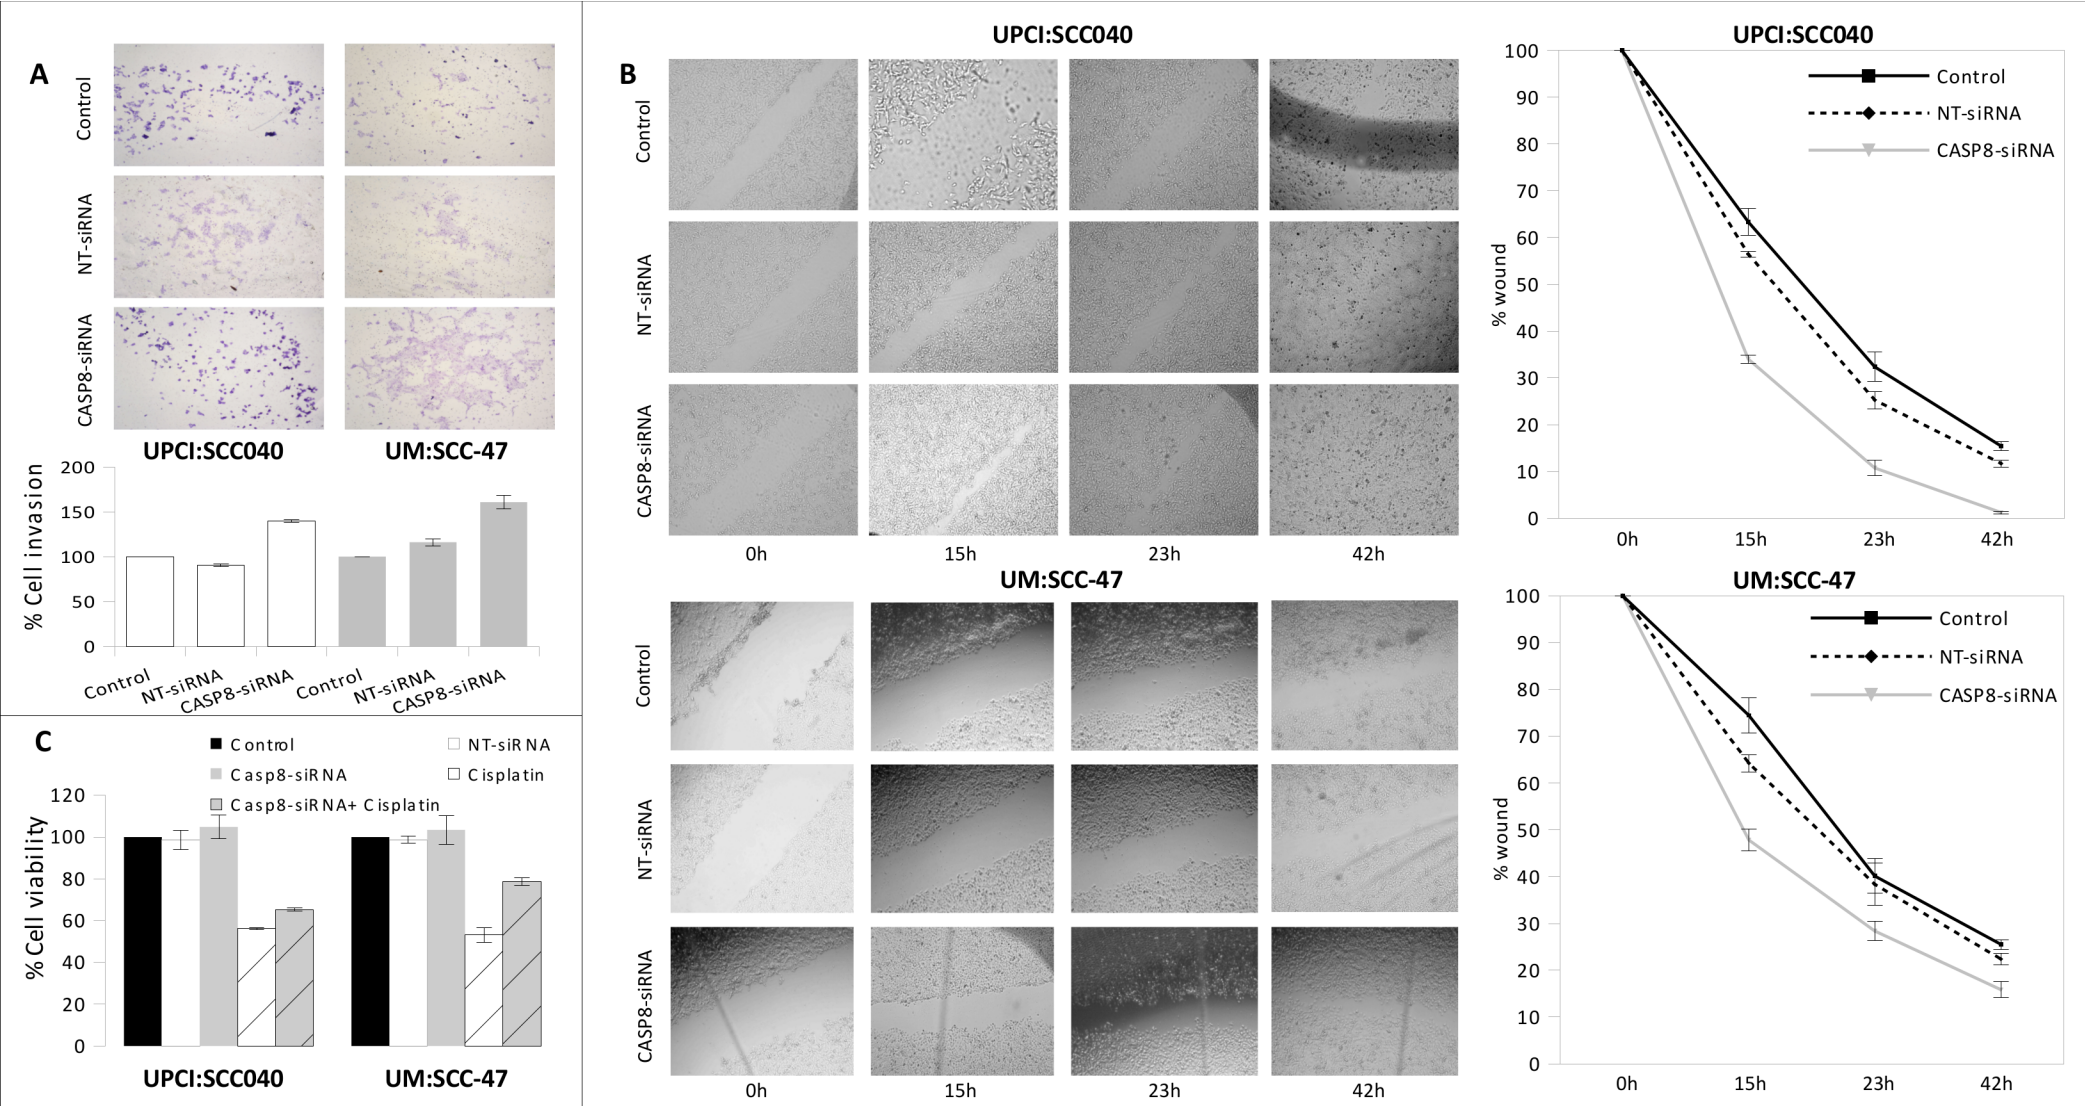 A
Control
NT-siRNA
CASP8-siRNA
UPCI:SCC040
UM:SCC-47
% Cell invasion
200
150
100
50
0
Control
NT-siRNA
CASP8-siRNA
Control
NT-siRNA
CASP8-siRNA
B
UPCI:SCC040
Control
NT-siRNA
CASP8-siRNA
0h
15h
23h
42h
UPCI:SCC040
% wound
100
90
80
70
60
50
40
30
20
10
0
Control
NT-siRNA
CASP8-siRNA
0h
15h
23h
42h
UM:SCC-47
Control
NT-siRNA
CASP8-siRNA
0h
15h
23h
42h
UM:SCC-47
% wound
100
90
80
70
60
50
40
30
20
10
0
Control
NT-siRNA
CASP8-siRNA
0h
15h
23h
42h
C
Control
NT-siRNA
Casp8-siRNA
Cisplatin
Casp8-siRNA+ Cisplatin
% Cell viability
120
100
80
60
40
20
0
UPCI:SCC040
UM:SCC-47